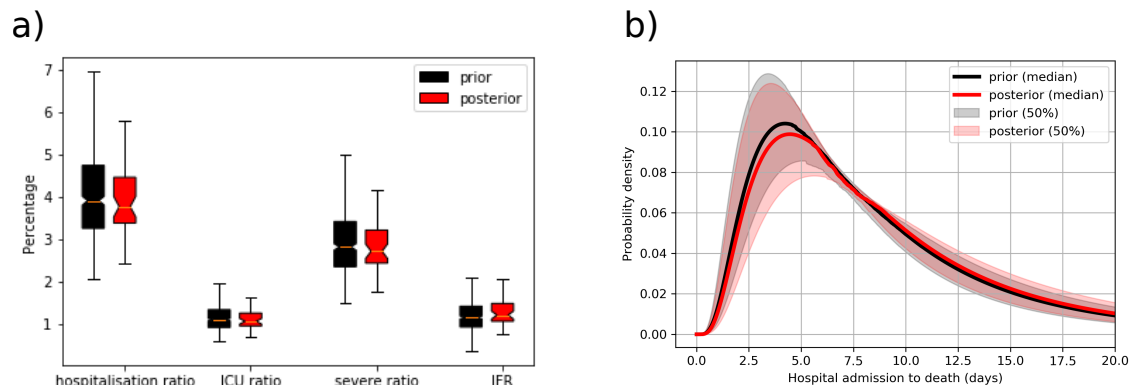 a)
7
6
5
4
3
2
1
Percentage
prior
posterior
hospitalisation ratio ICU ratio severe ratio IFR
b)
0.12
0.10
0.08
0.06
0.04
0.02
0.00
Probability density
prior (median)
posterior (median)
prior (50%)
posterior (50%)
0.0 2.5 5.0 7.5 10.0 12.5 15.0 17.5 20.0
Hospital admission to death (days)